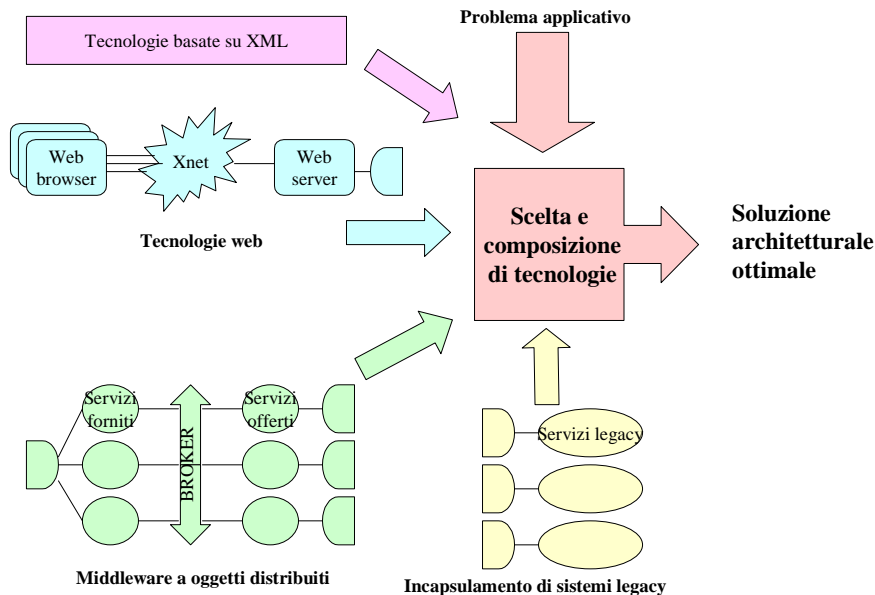 Problema applicativo
Tecnologie basate su XML
Web
browser
Xnet
Web
server
Tecnologie web
Scelta e
composizione
di tecnologie
Soluzione
architetturale
ottimale
Servizi
forniti
BROKER
Servizi
offerti
Servizi legacy
Middleware a oggetti distribuiti
Incapsulamento di sistemi legacy